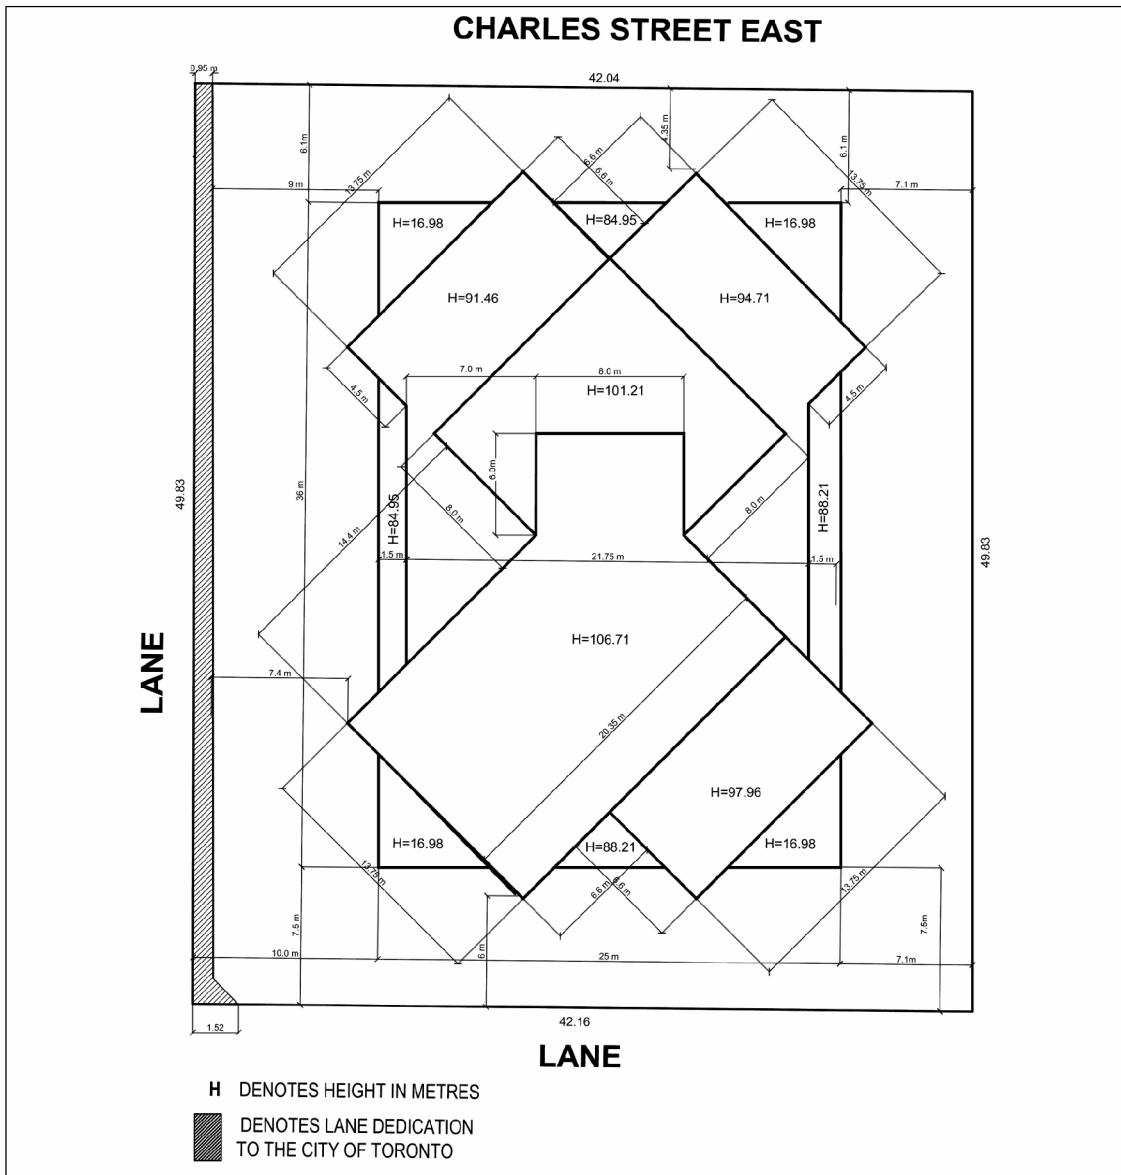 CHARLES STREET EAST
0.95 m
42.04
6.1m
4.35 m
6.1 m
13.75 m
6.6 m
6.6 m
13.75 m
9 m
7.1m
H=16.98
H=84.95
H=16.98
H=91.46
H=94.71
7.0 m
8.0 m
4.5 m
H=101.21
4.5 m
49.83
36 m
6.0m
H=84.95
8.0 m
8.0 m
H=88.21
14.4 m
1.5 m
21.75 m
1.5 m
49.83
LANE
H=106.71
7.4 m
20.35 m
H=97.96
H=16.98
H=88.21
H=16.98
13.75 m
6.6 m
6.6 m
13.75 m
7.5 m
6 m
7.5m
10.0 m
25 m
7.1m
1.52
42.16
LANE
H DENOTES HEIGHT IN METRES
DENOTES LANE DEDICATION
TO THE CITY OF TORONTO